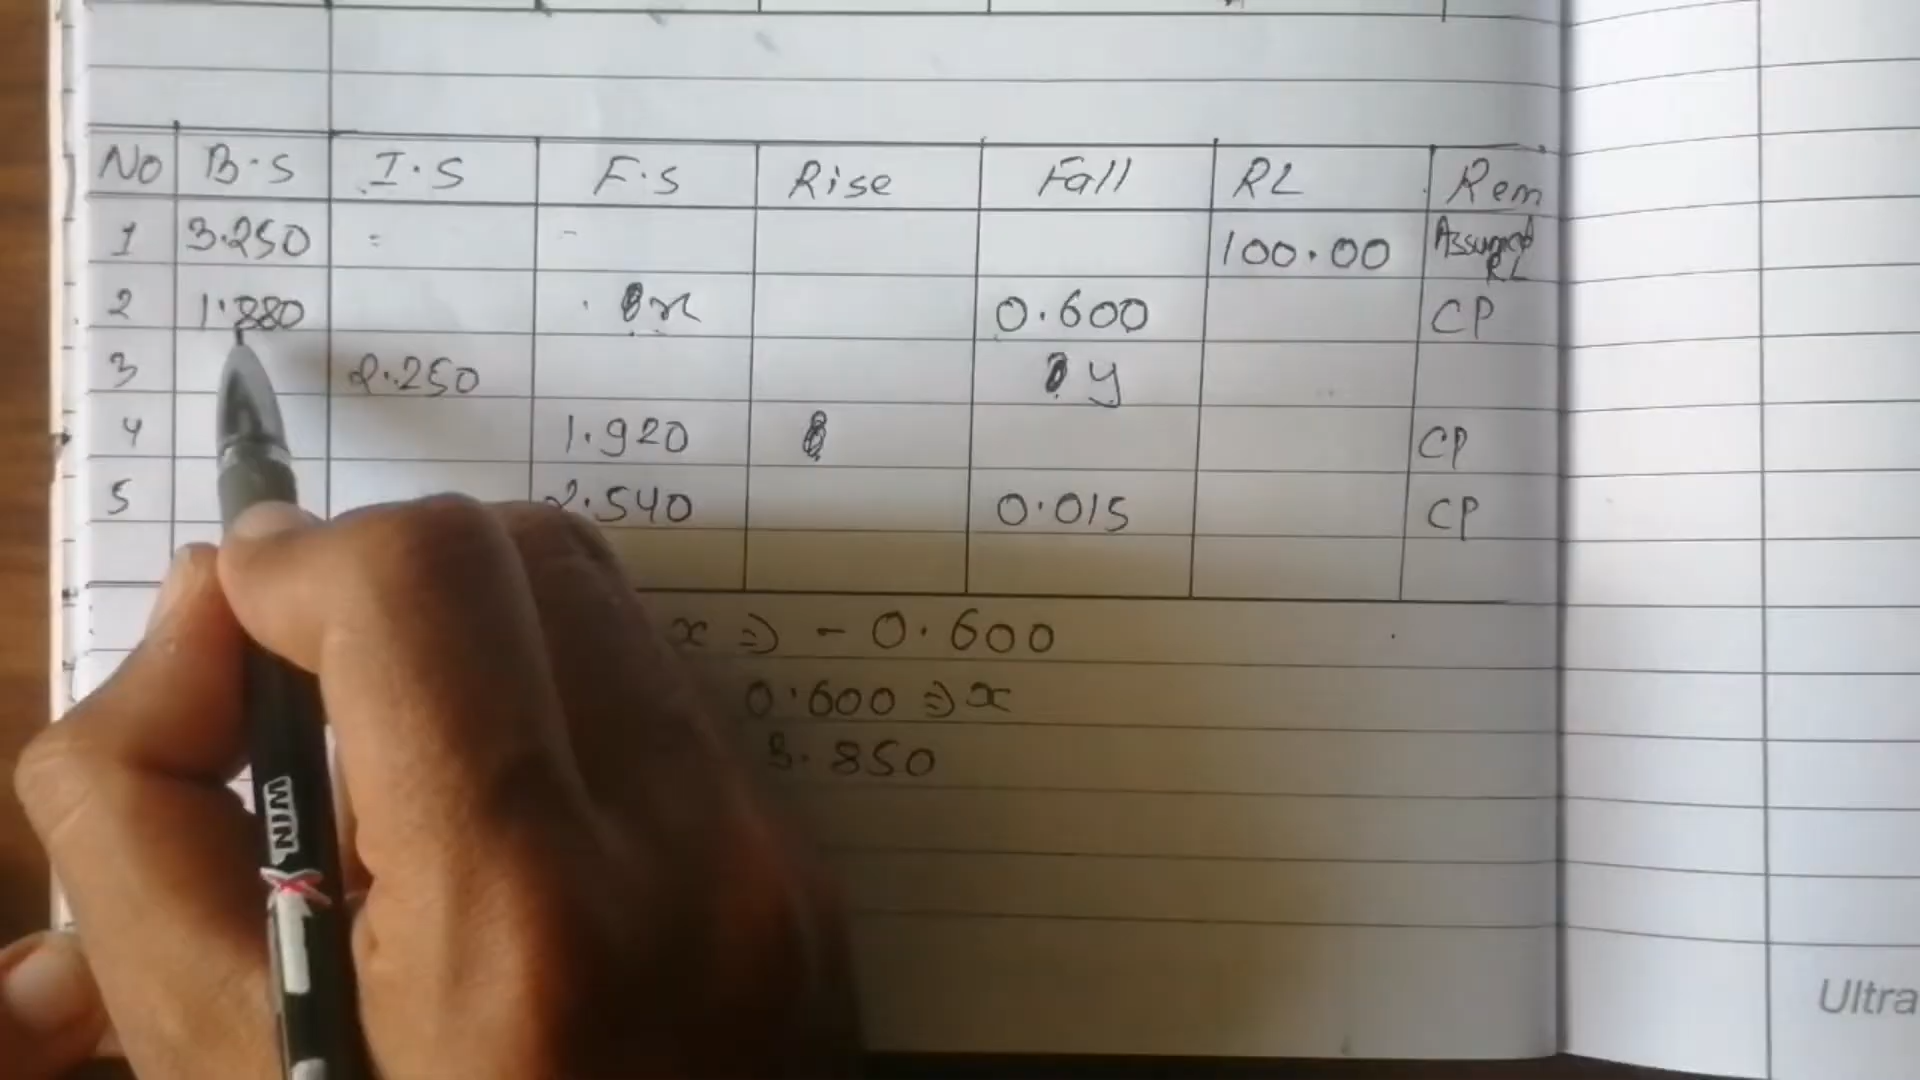 No B.S I.S F.S Rise Fall RL Rem
1 3.250 - - 100.00 Assumed RL
2 1.880 x 0.600 CP
3 2.250 y
4 1.920 CP
5 2.540 0.015 CP
x => - 0.600
0.600 => x
3.850
WIN
Ultra